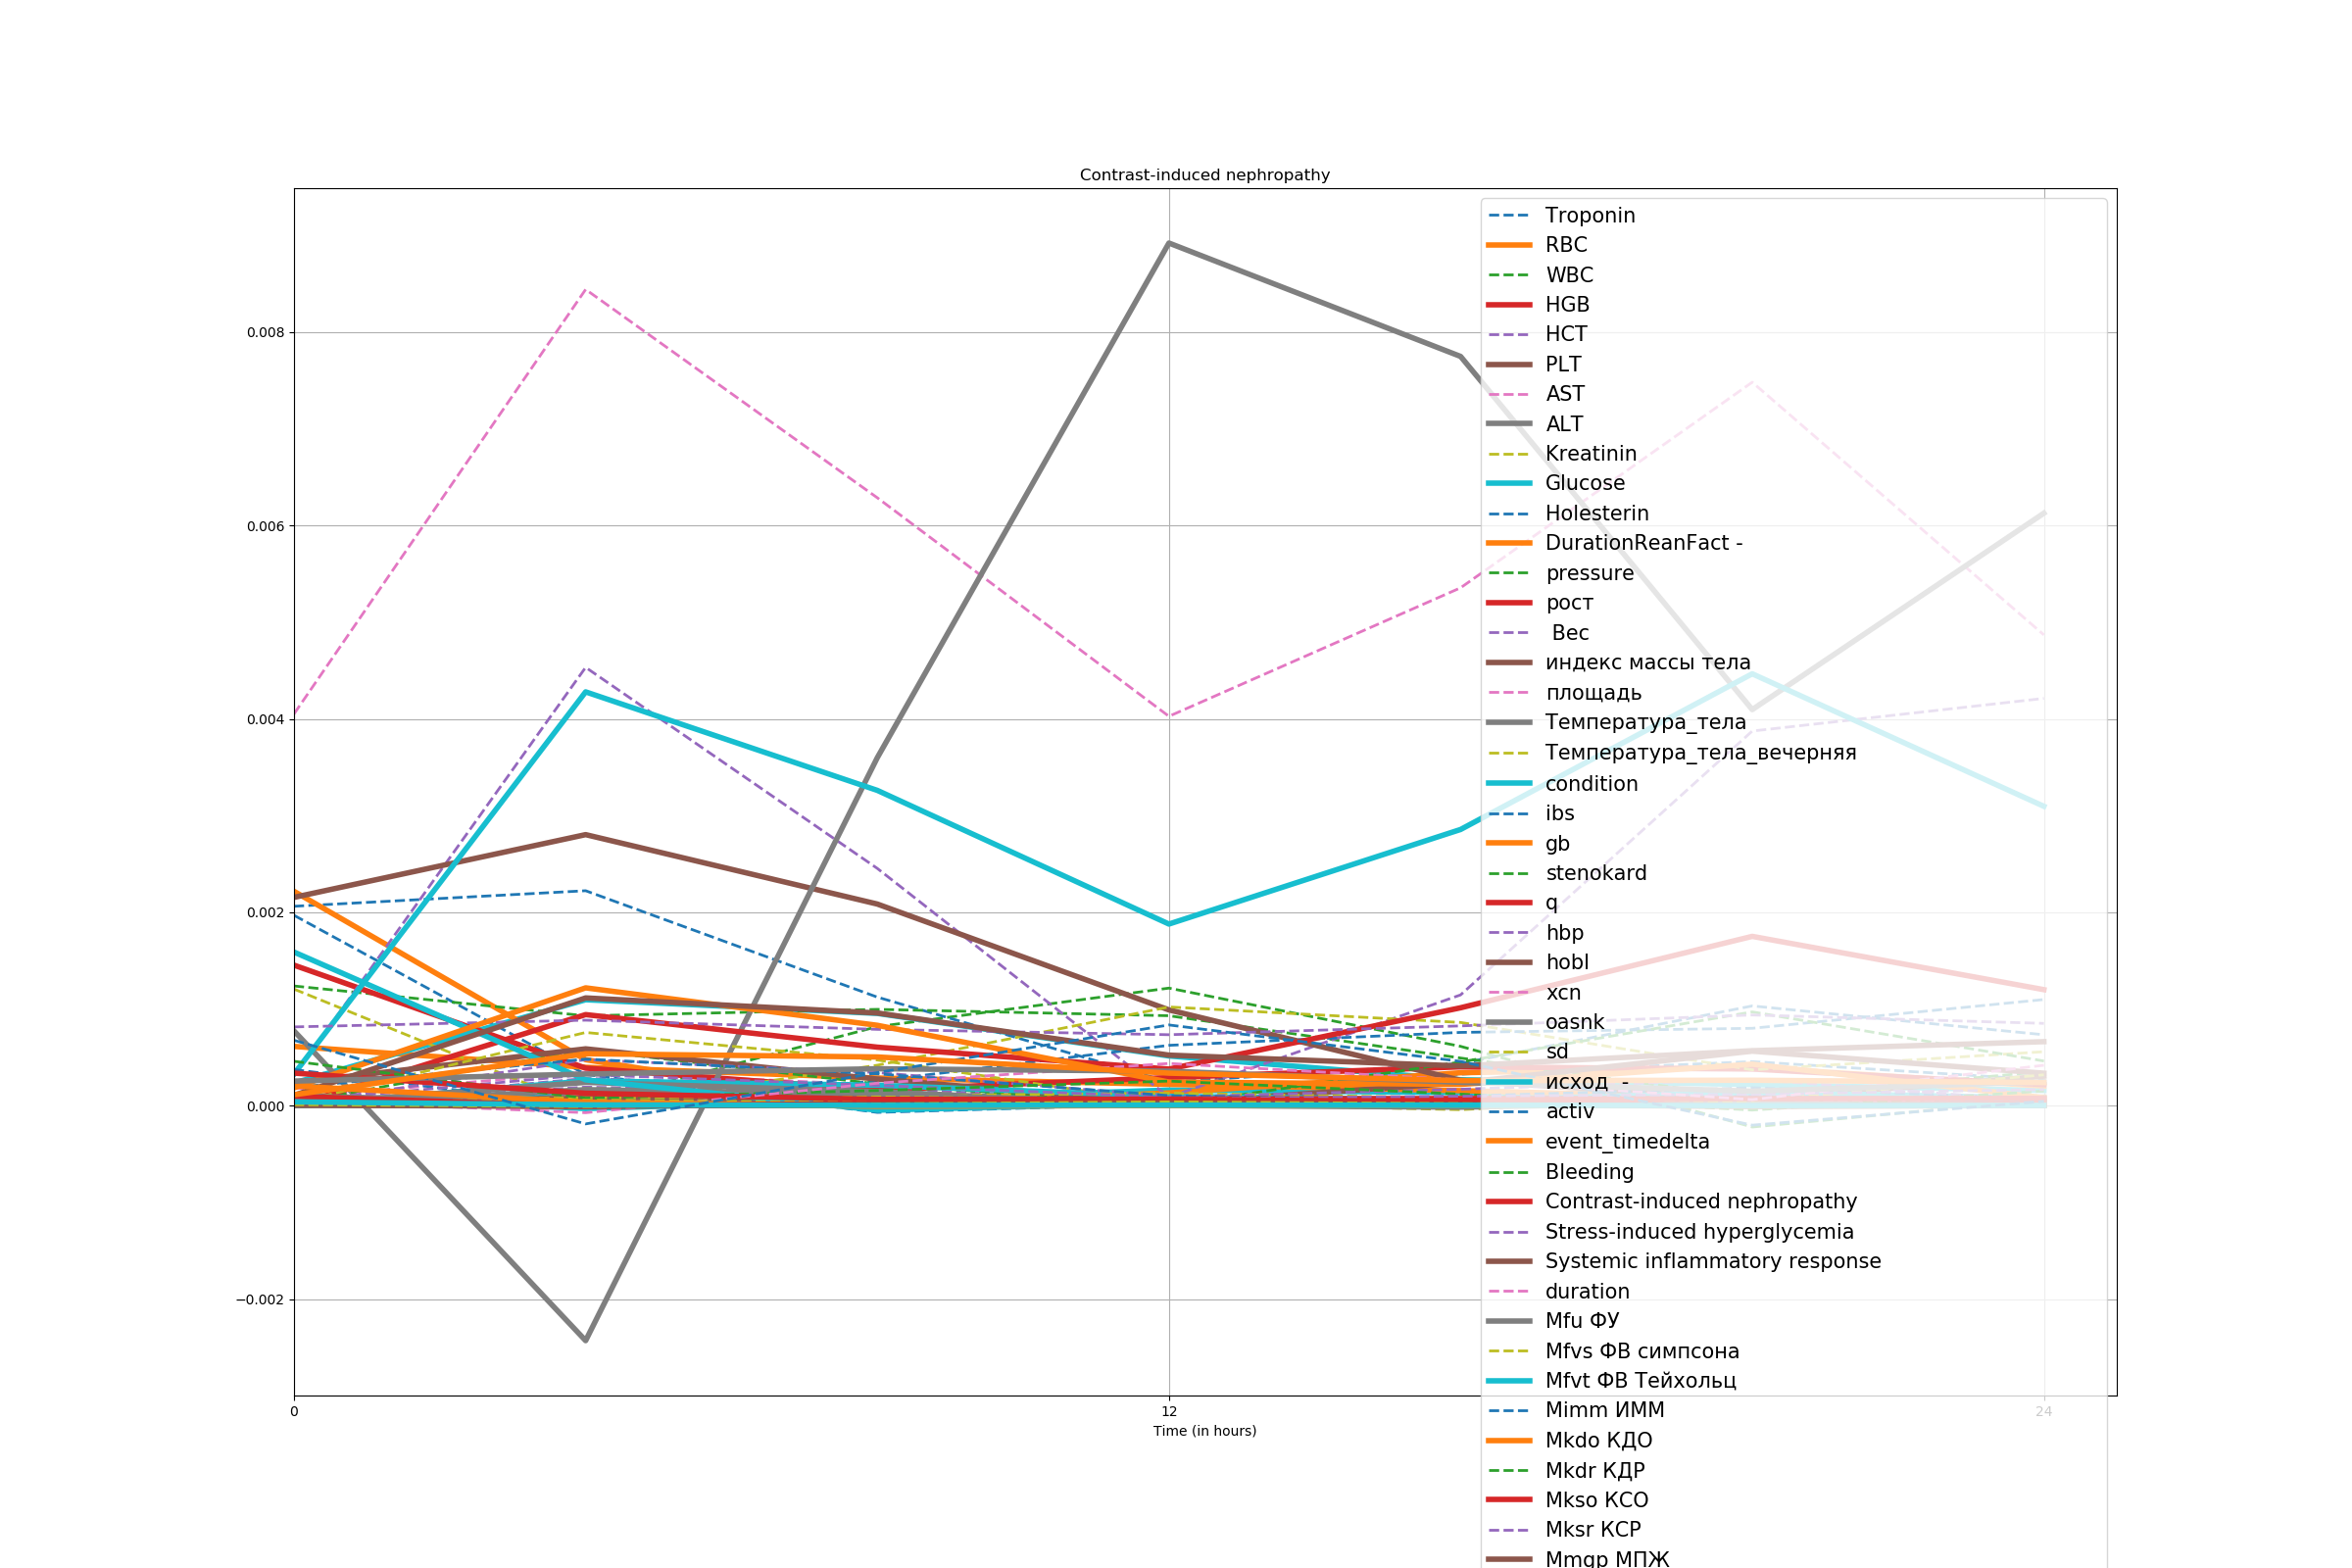 Contrast-induced nephropathy
0.008
0.006
0.004
0.002
0.000
−0.002
0
12
24
Time (in hours)
Troponin
RBC
WBC
HGB
HCT
PLT
AST
ALT
Kreatinin
Glucose
Holesterin
DurationReanFact -
pressure
рост
Вес
индекс массы тела
площадь
Температура_тела
Температура_тела_вечерняя
condition
ibs
gb
stenokard
q
hbp
hobl
xcn
oasnk
sd
исход  -
activ
event_timedelta
Bleeding
Contrast-induced nephropathy
Stress-induced hyperglycemia
Systemic inflammatory response
duration
Mfu ФУ
Mfvs ФВ симпсона
Mfvt ФВ Тейхольц
Mimm ИММ
Mkdo КДО
Mkdr КДР
Mkso КСО
Mksr КСР
Mmgp МПЖ